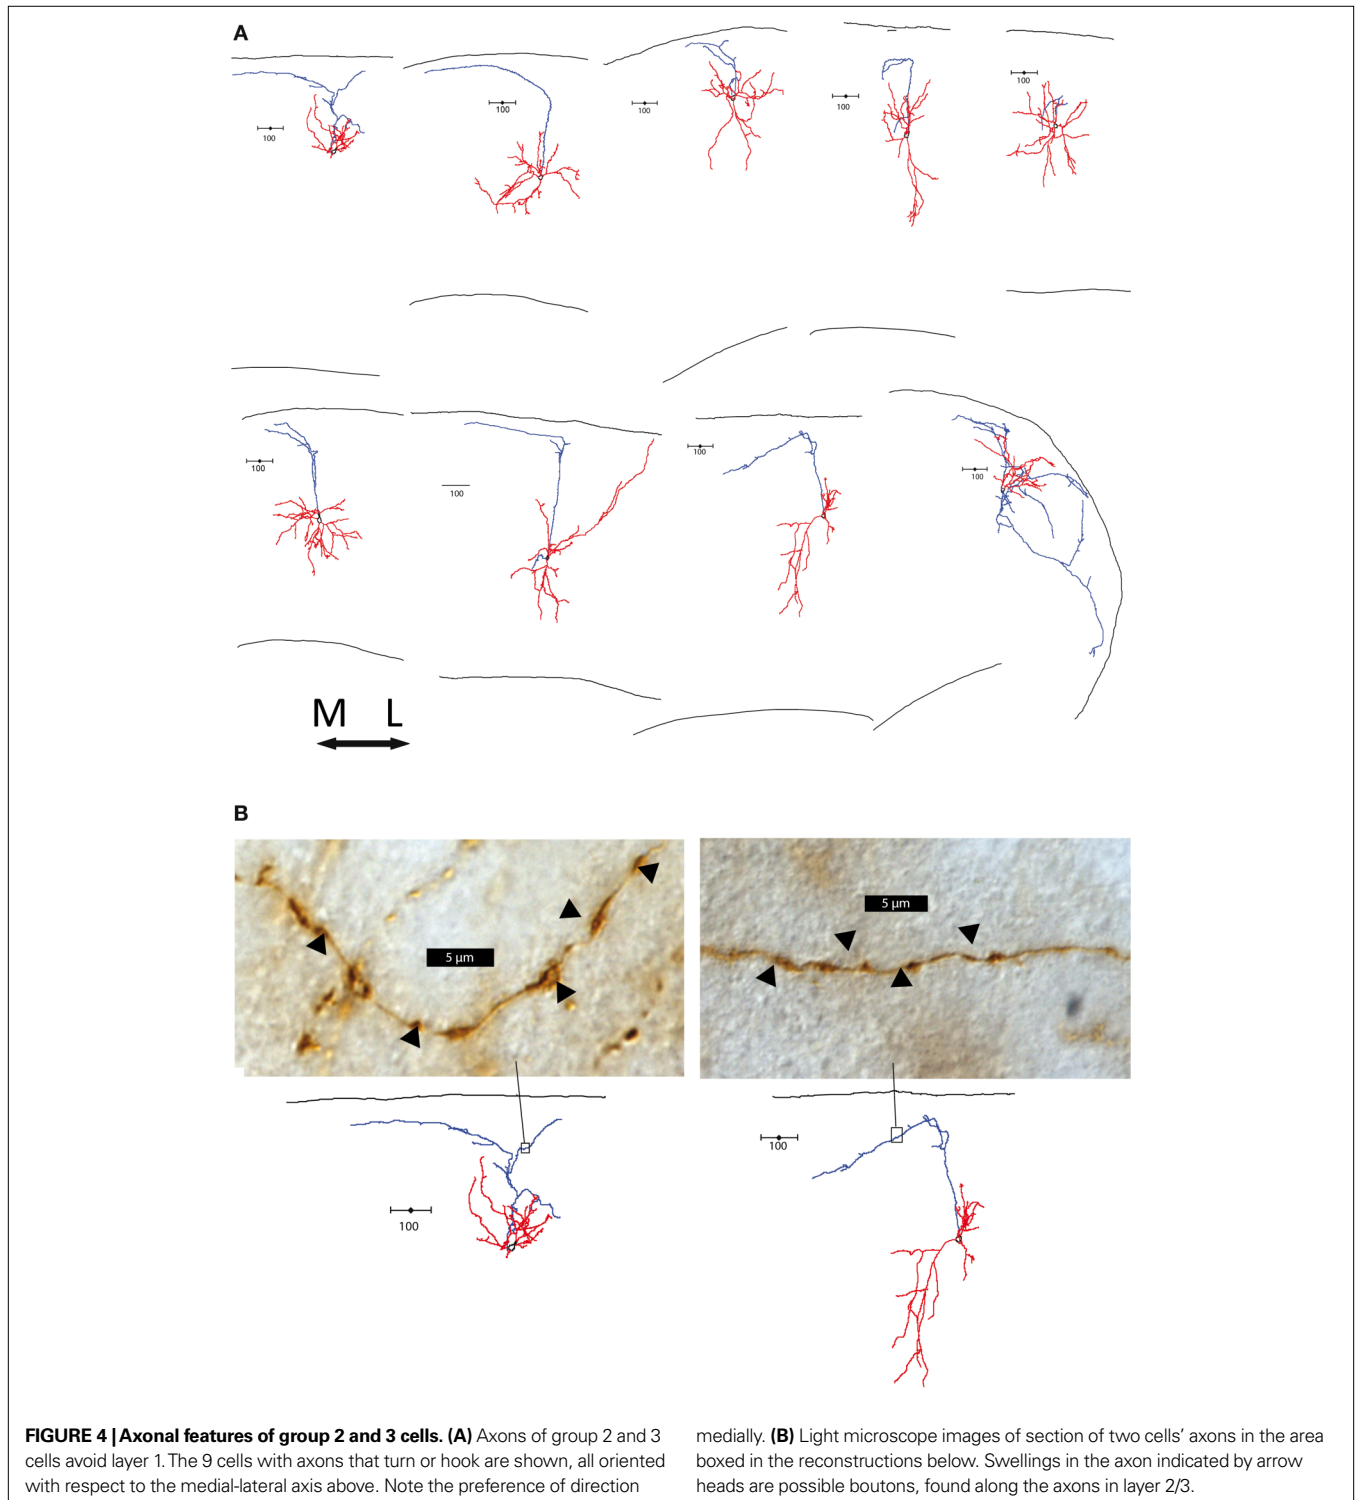 A
100
100
100
100
100
100
100
100
100
M L
B
5 µm
5 µm
100
100
FIGURE 4 | Axonal features of group 2 and 3 cells. (A) Axons of group 2 and 3
cells avoid layer 1. The 9 cells with axons that turn or hook are shown, all oriented
with respect to the medial-lateral axis above. Note the preference of direction
medially. (B) Light microscope images of section of two cells' axons in the area
boxed in the reconstructions below. Swellings in the axon indicated by arrow
heads are possible boutons, found along the axons in layer 2/3.